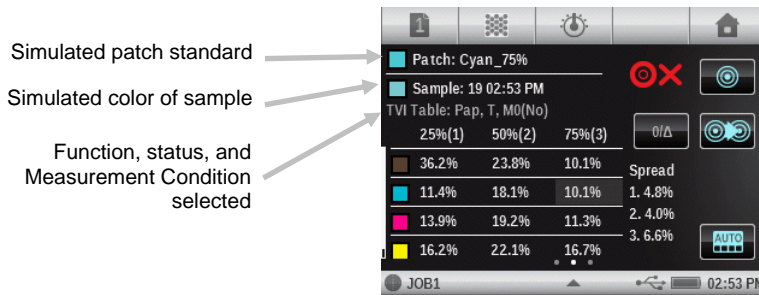 Simulated patch standard
Simulated color of sample
Function, status, and
Measurement Condition
selected
1
Patch: Cyan_75%
Sample: 19 02:53 PM
TVI Table: Pap, T, M0(No)
25%(1) 50%(2) 75%(3)
0/Δ
36.2% 23.8% 10.1%
11.4% 18.1% 10.1%
13.9% 19.2% 11.3%
16.2% 22.1% 16.7%
Spread
1. 4.8%
2. 4.0%
3. 6.6%
AUTO
JOB1
02:53 PM